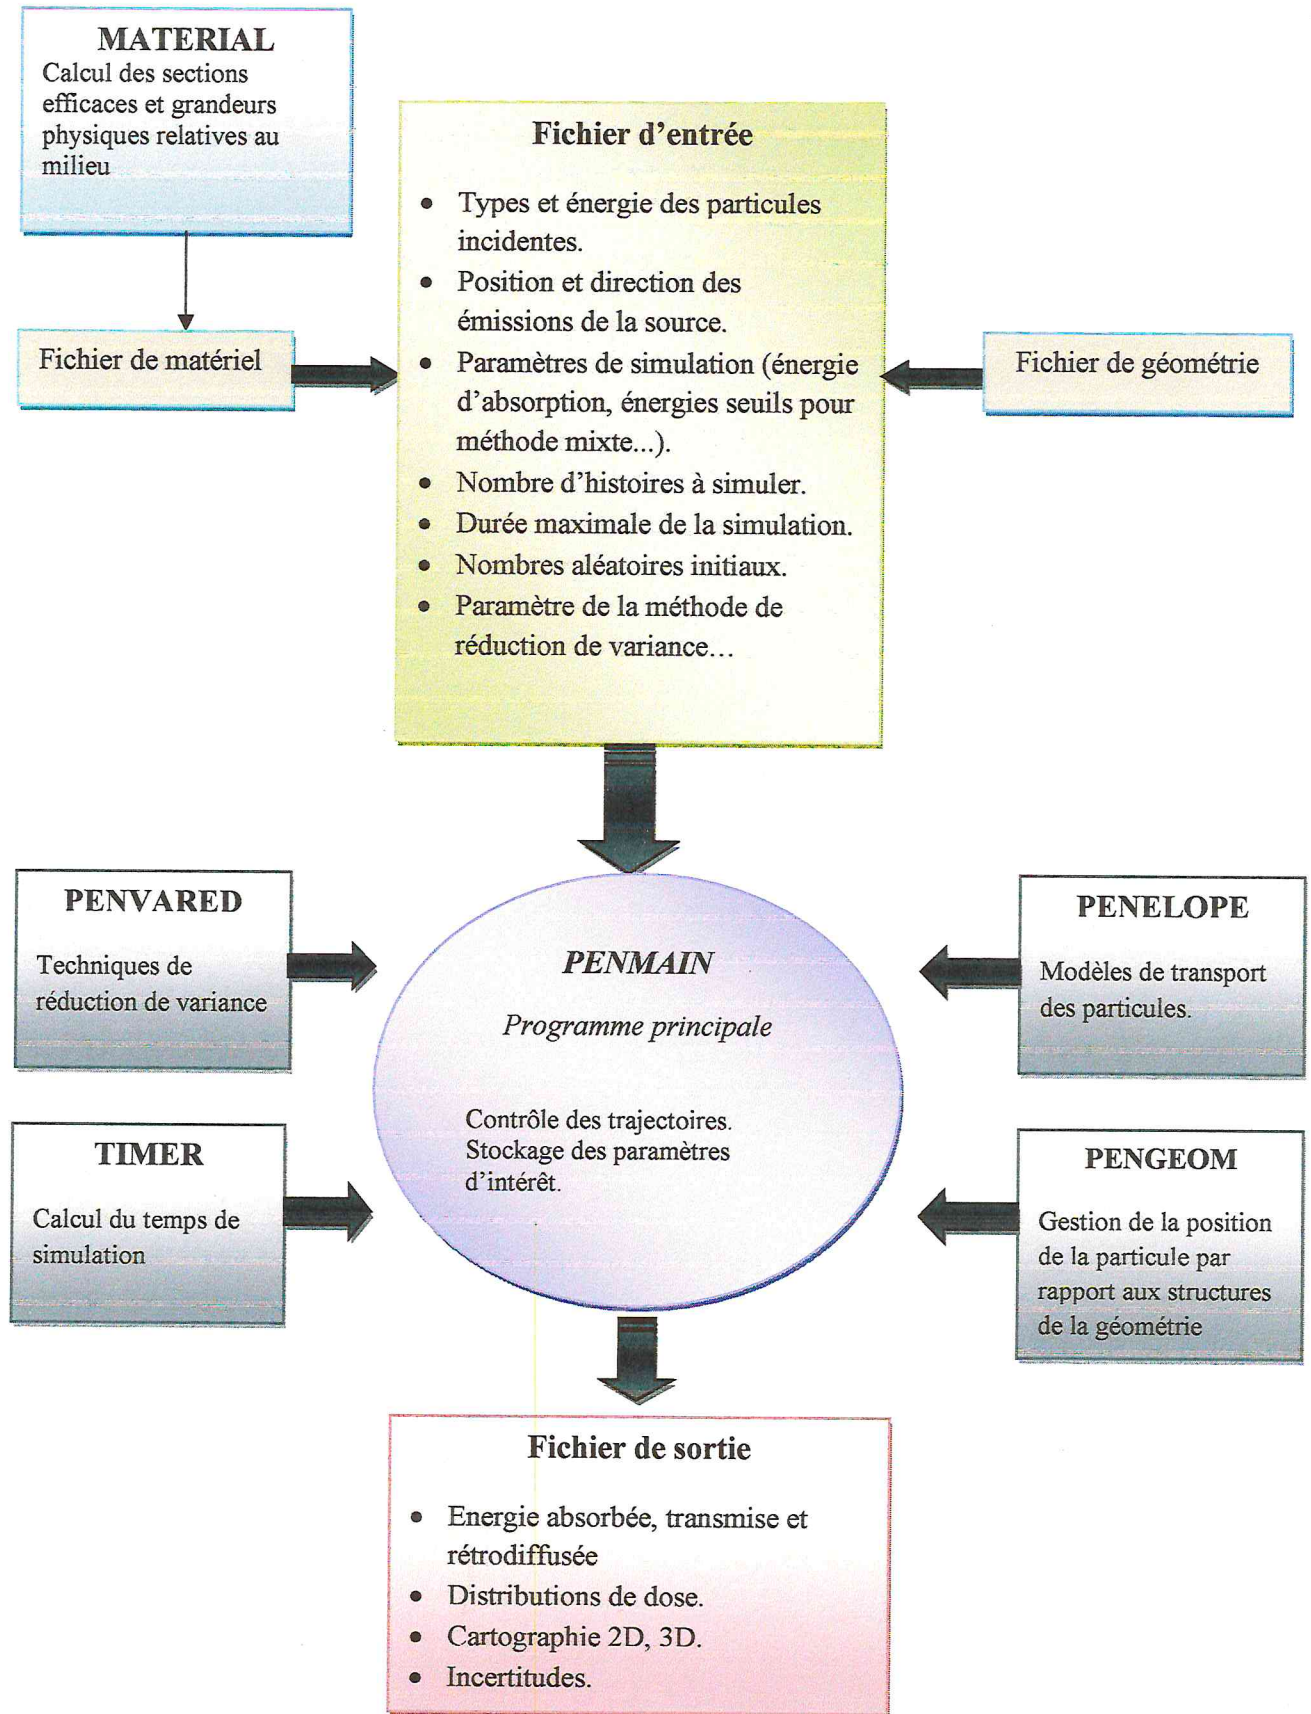 MATERIAL
Calcul des sections
efficaces et grandeurs
physiques relatives au
milieu
Fichier de matériel
Fichier d'entrée
• Types et énergie des particules
incidentes.
• Position et direction des
émissions de la source.
• Paramètres de simulation (énergie
d'absorption, énergies seuils pour
méthode mixte...).
• Nombre d'histoires à simuler.
• Durée maximale de la simulation.
• Nombres aléatoires initiaux.
• Paramètre de la méthode de
réduction de variance…
Fichier de géométrie
PENVARED
Techniques de
réduction de variance
TIMER
Calcul du temps de
simulation
PENMAIN
Programme principale
Contrôle des trajectoires.
Stockage des paramètres
d'intérêt.
PENELOPE
Modèles de transport
des particules.
PENGEOM
Gestion de la position
de la particule par
rapport aux structures
de la géométrie
Fichier de sortie
• Energie absorbée, transmise et
rétrodiffusée
• Distributions de dose.
• Cartographie 2D, 3D.
• Incertitudes.